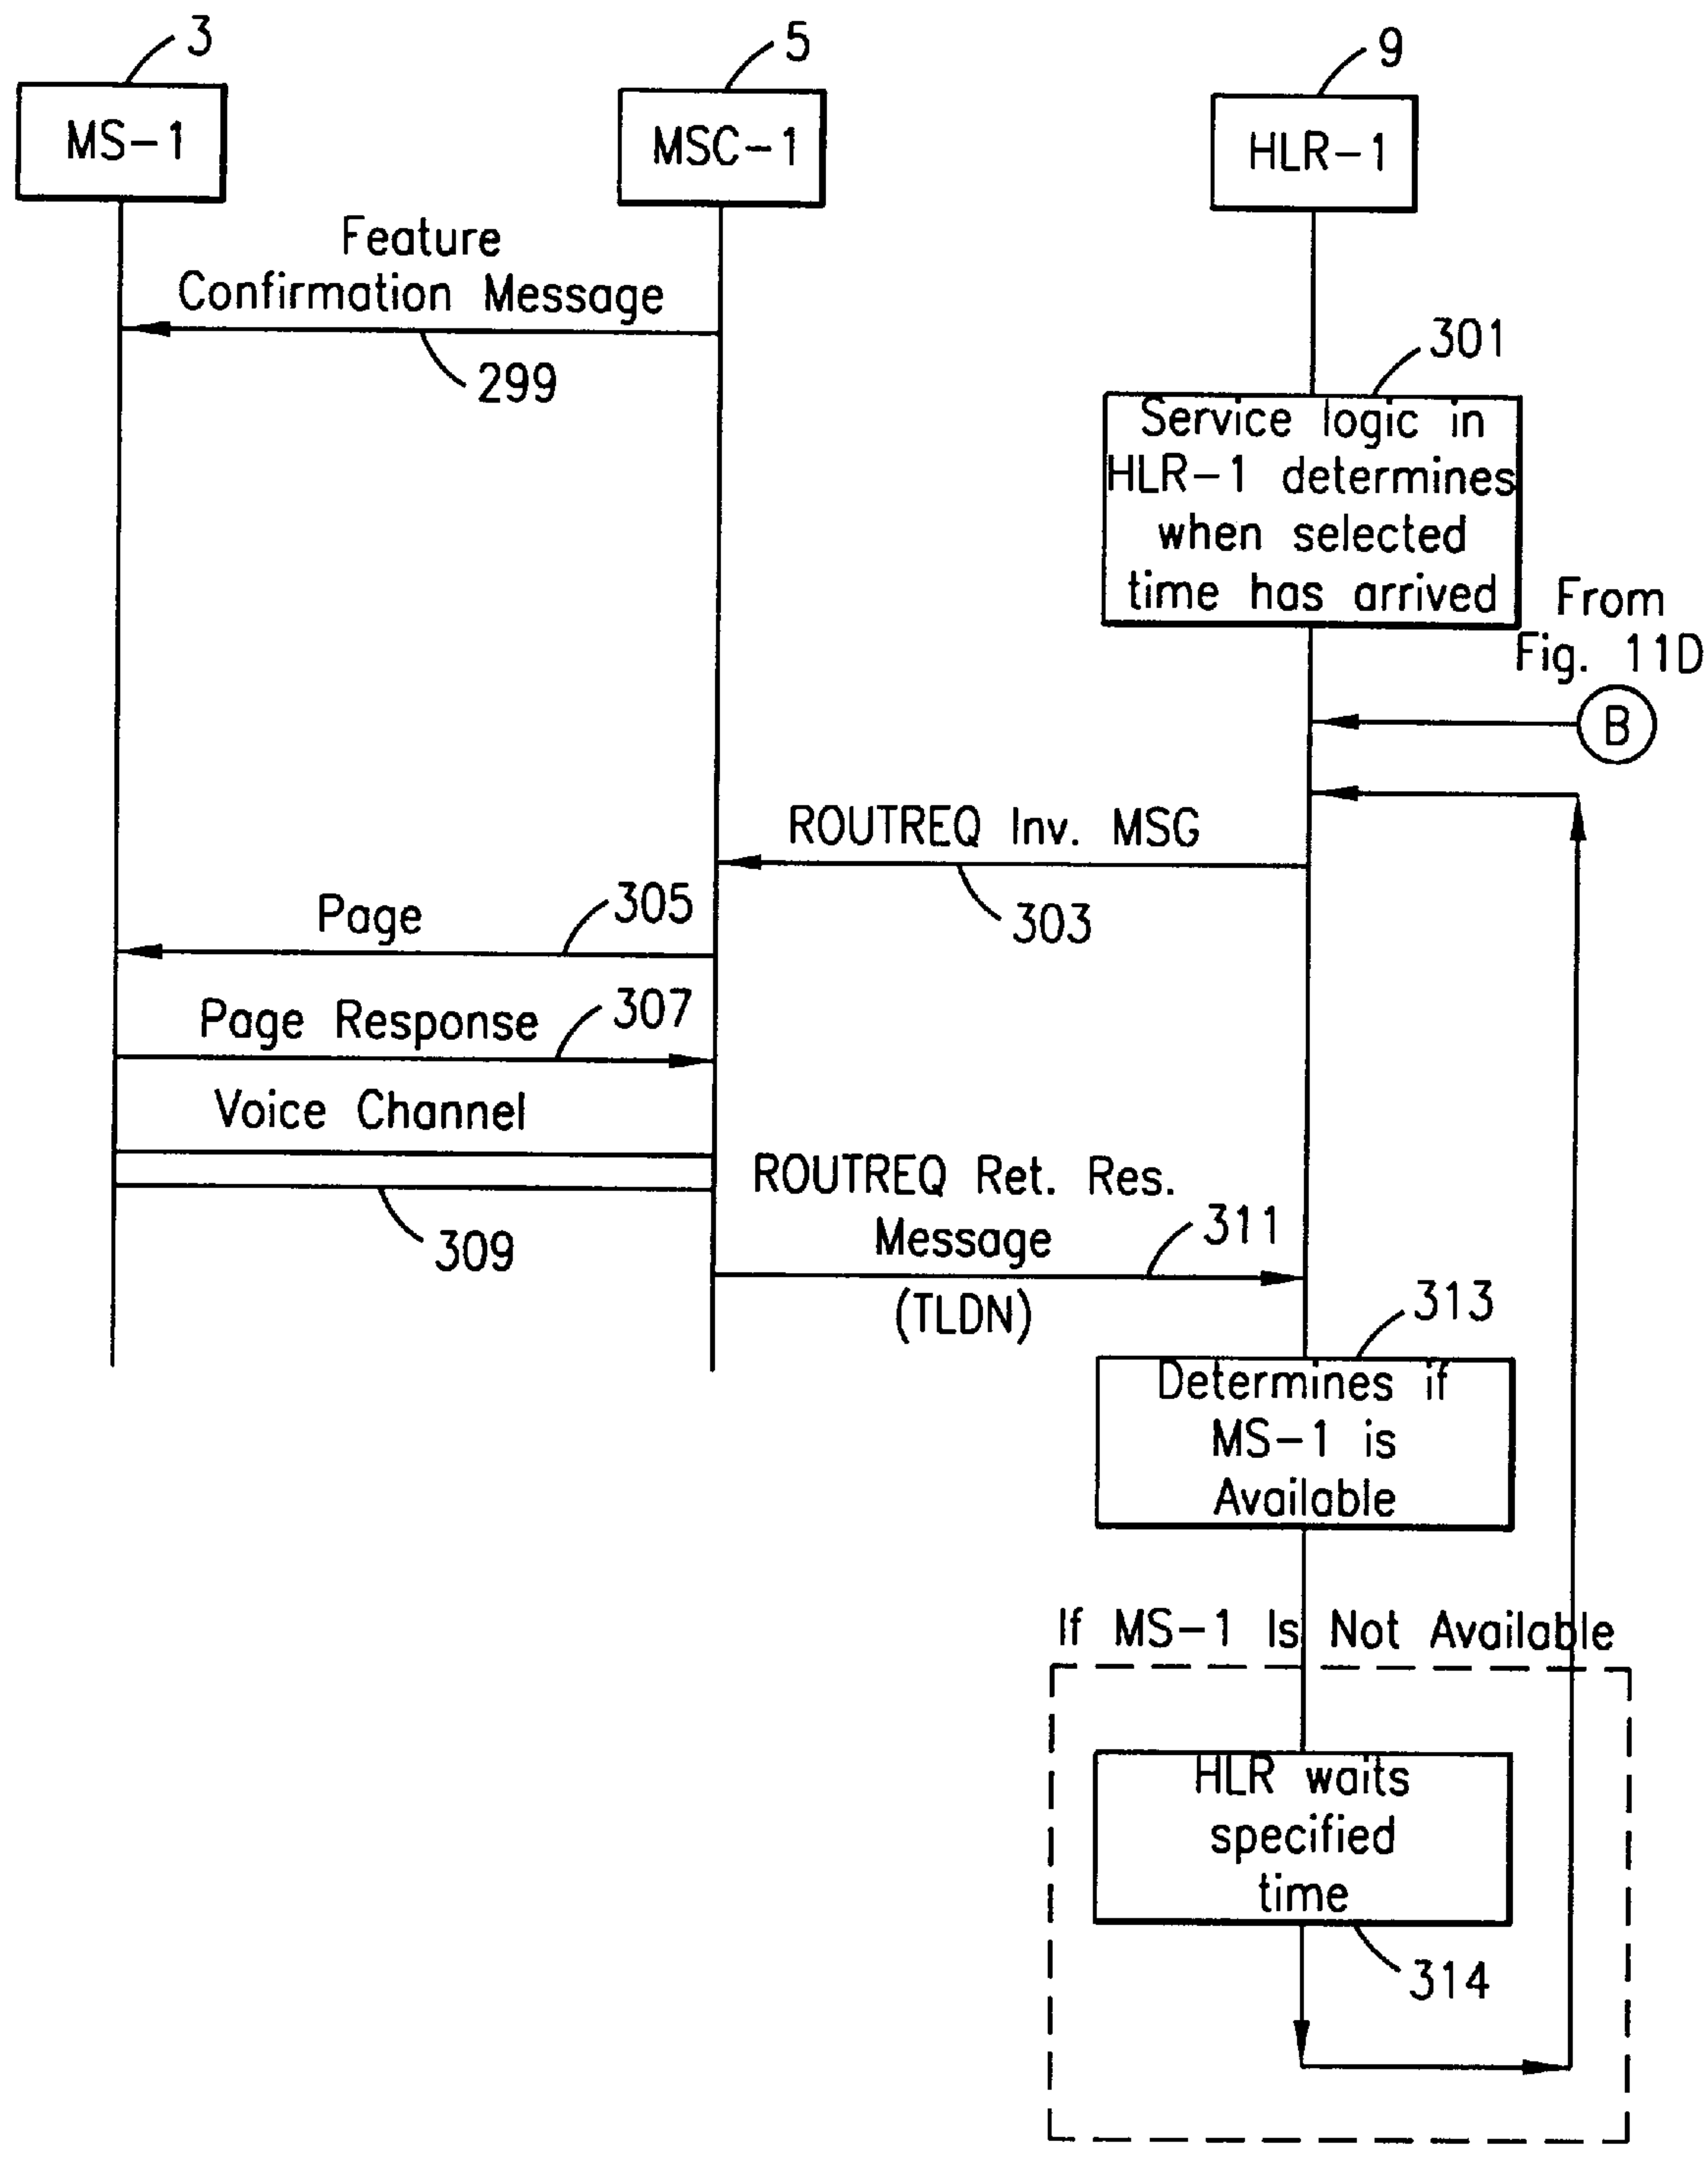 3
5
9
MS-1
MSC-1
HLR-1
Feature
Confirmation Message
299
301
Service logic in
HLR-1 determines
when selected
time has arrived
From
Fig. 11D
B
ROUTREQ Inv. MSG
303
Page
305
Page Response
307
Voice Channel
309
ROUTREQ Ret. Res.
Message
311
(TLDN)
313
Determines if
MS-1 is
Available
If MS-1 Is Not Available
HLR waits
specified
time
314